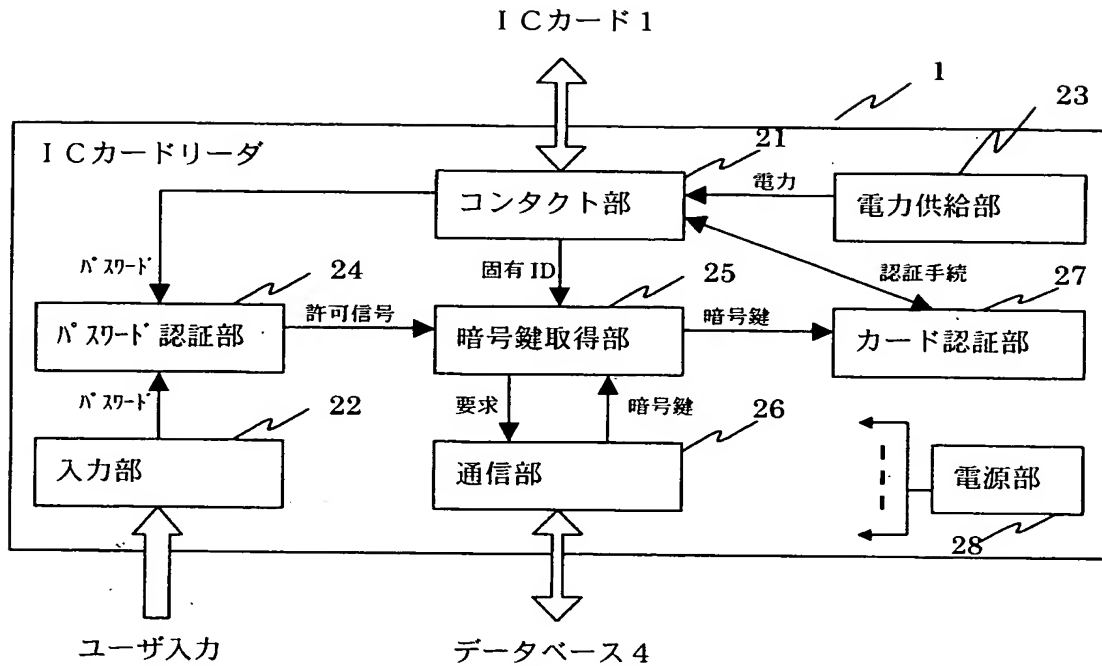 ICカード1
1
23
ICカードリーダ
21
コンタクト部
電力
電力供給部
パスワード
24
固有ID
25
認証手続
27
パスワード認証部
許可信号
暗号鍵取得部
暗号鍵
カード認証部
パスワード
22
要求
暗号鍵
26
入力部
通信部
電源部
28
ユーザ入力
データベース4